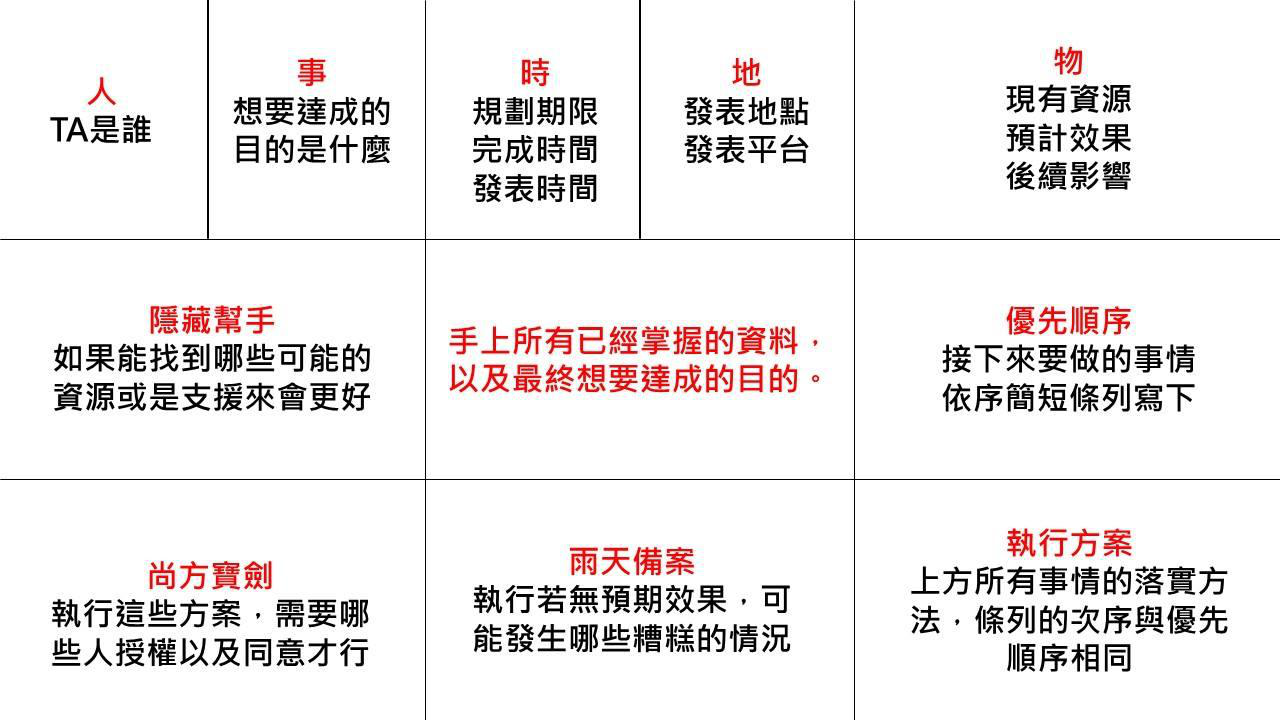 人
TA是誰
事
想要達成的
目的是什麼
時
規劃期限
完成時間
發表時間
地
發表地點
發表平台
物
現有資源
預計效果
後續影響
隱藏幫手
如果能找到哪些可能的
資源或是支援來會更好
手上所有已經掌握的資料，
以及最終想要達成的目的。
優先順序
接下來要做的事情
依序簡短條列寫下
尚方寶劍
執行這些方案，需要哪
些人授權以及同意才行
雨天備案
執行若無預期效果，可
能發生哪些糟糕的情況
執行方案
上方所有事情的落實方
法，條列的次序與優先
順序相同